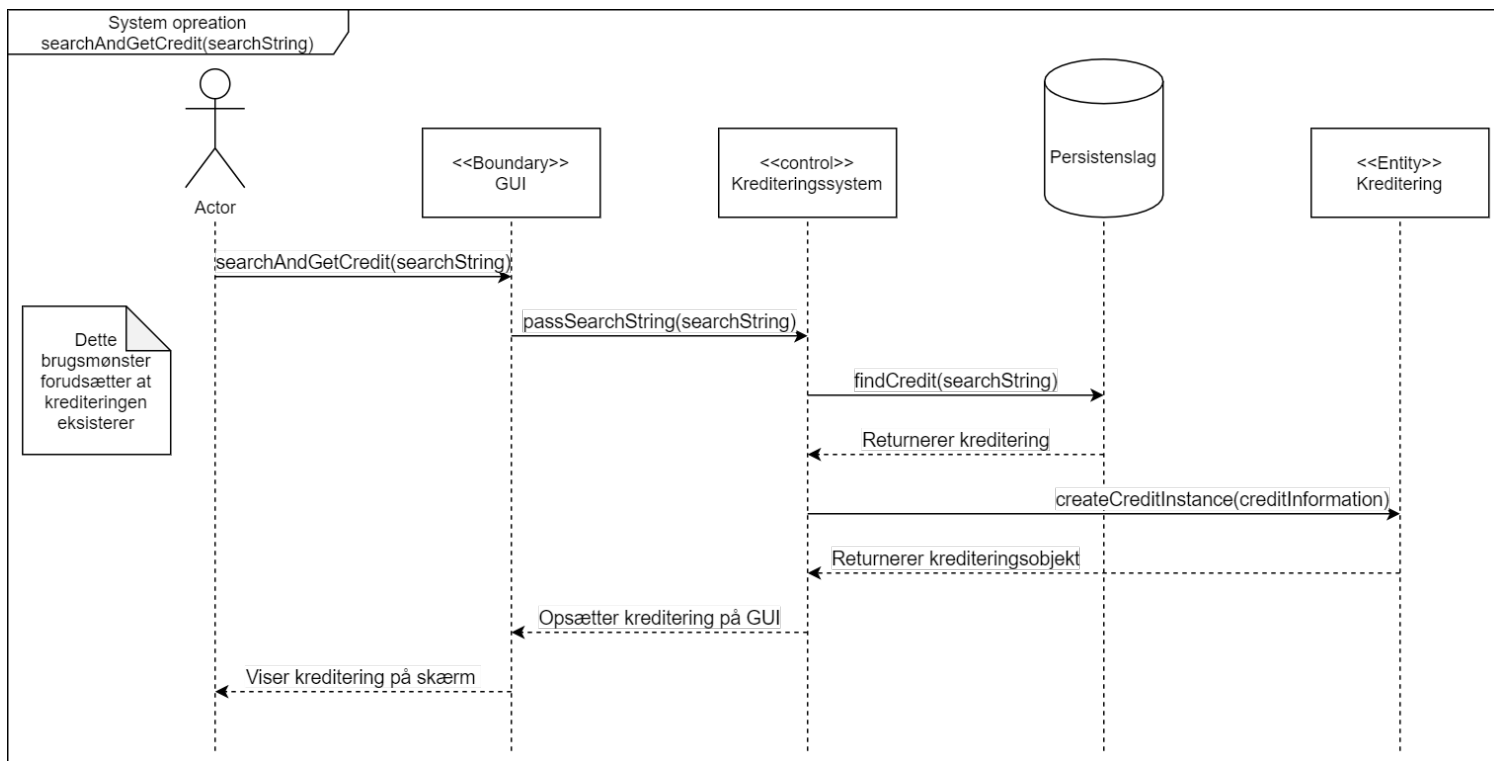 System opreation
searchAndGetCredit(searchString)
Actor
<<Boundary>>
GUI
<<control>>
Krediteringssystem
Persistenslag
<<Entity>>
Kreditering
searchAndGetCredit(searchString)
Dette
brugsmønster
forudsætter at
krediteringen
eksisterer
passSearchString(searchString)
findCredit(searchString)
Returnerer kreditering
createCreditInstance(creditInformation)
Returnerer krediteringsobjekt
Opsætter kreditering på GUI
Viser kreditering på skærm